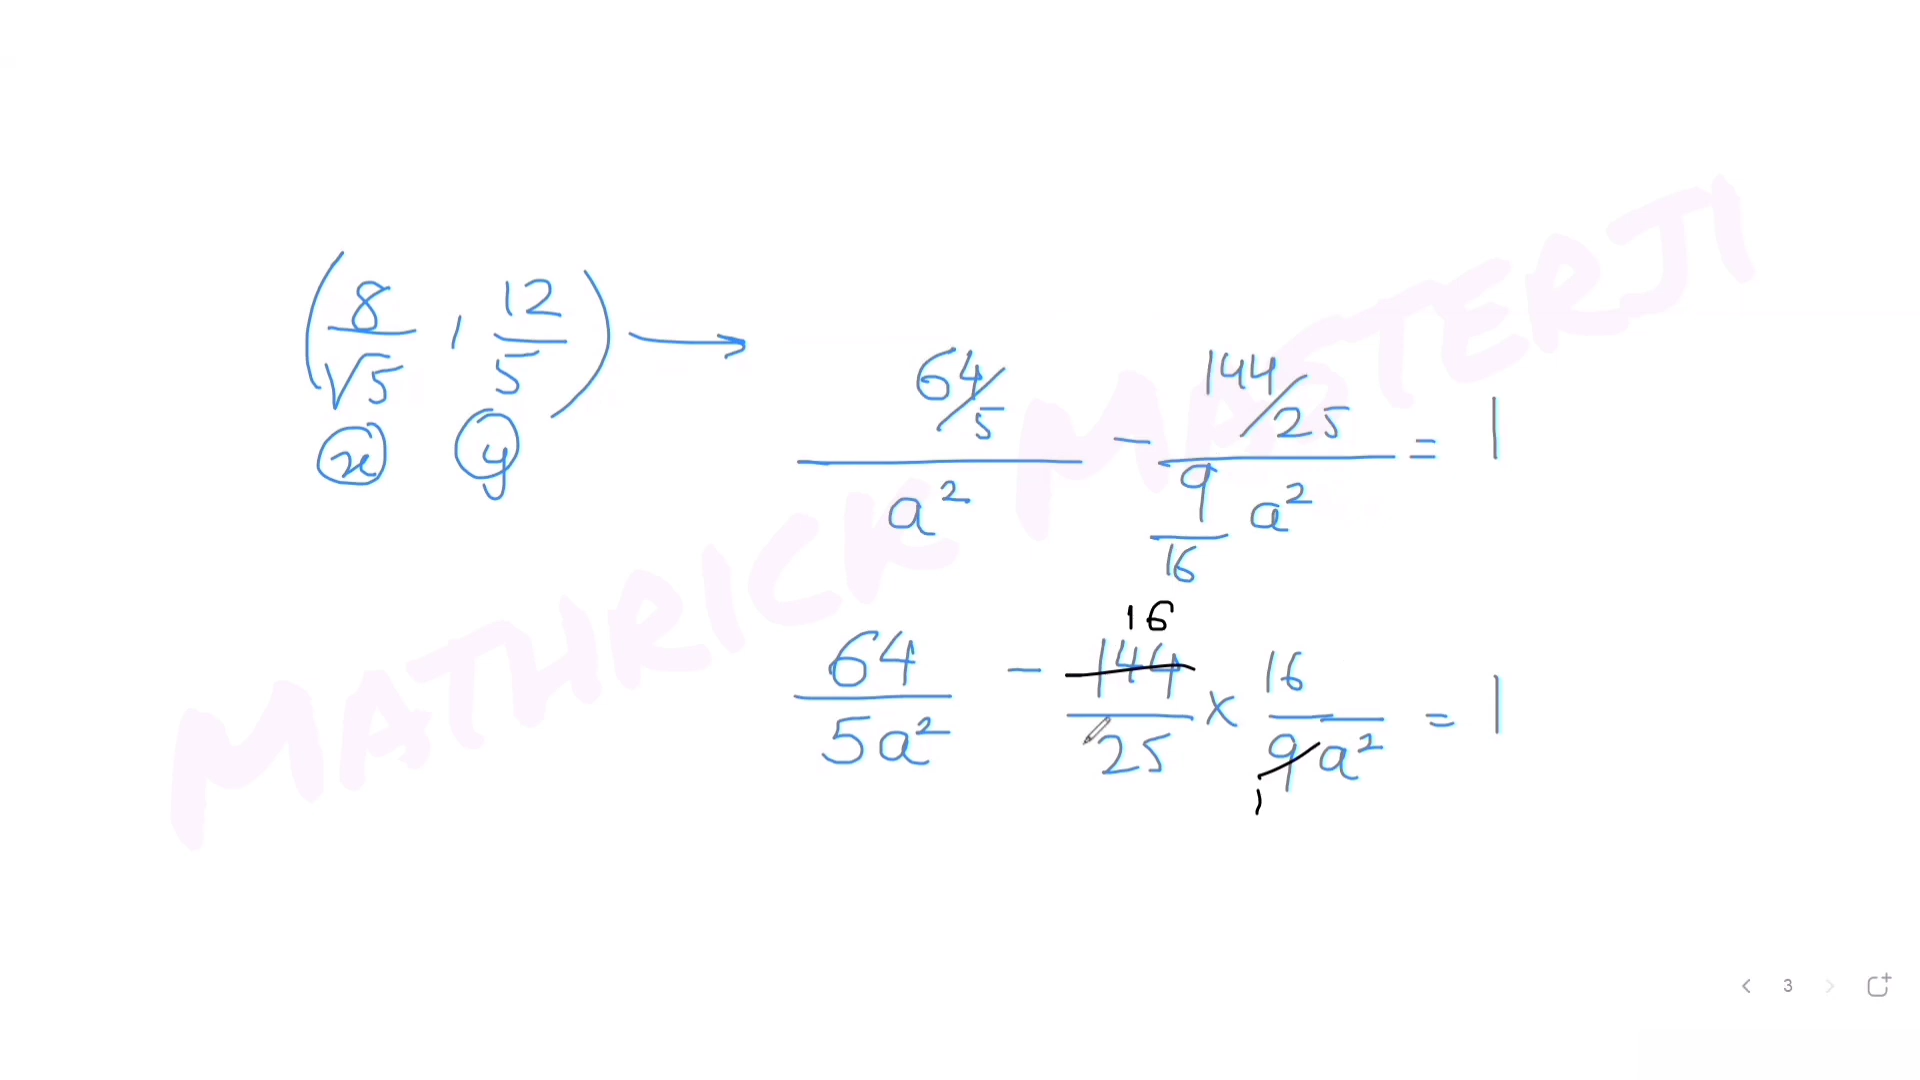 (8/√5 , 12/5) → (64/5)/a² − (144/25)/(9/16 a²) = 1
x y
16
64/5a² − 144/25 × 16/9a² = 1
1
MATHRICK MASTERJI
< 3 >